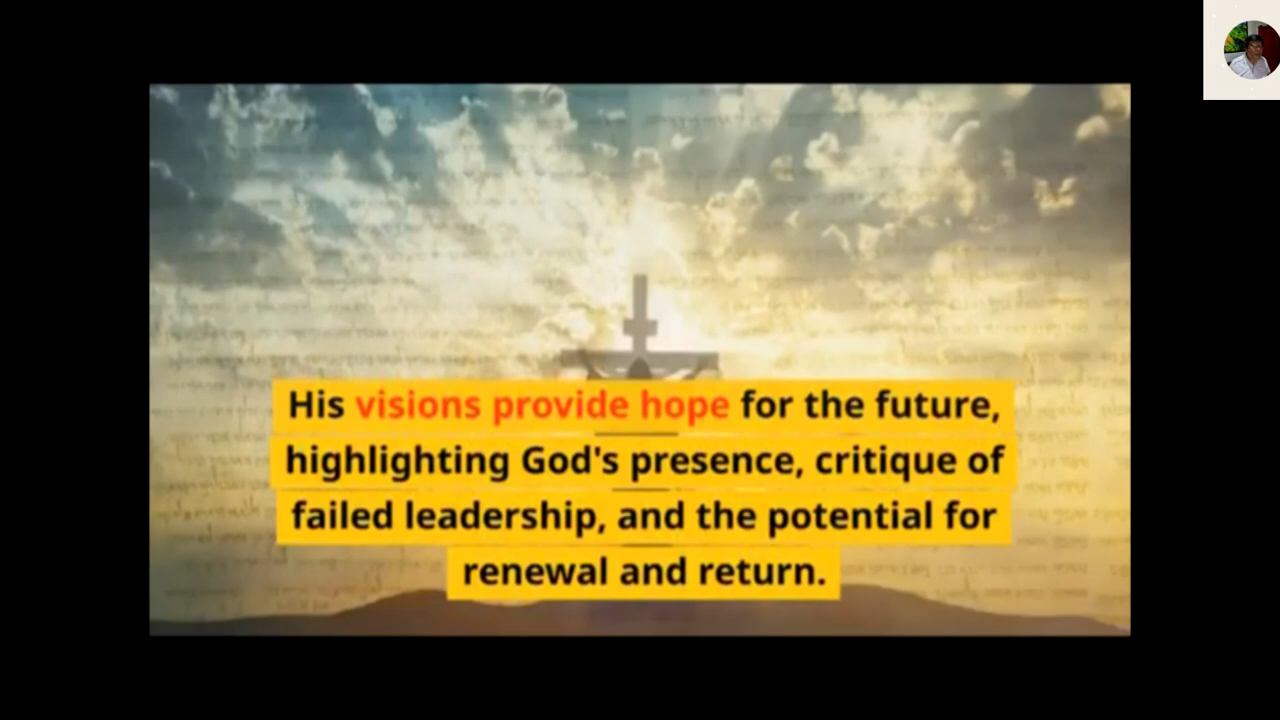 His visions provide hope for the future,
highlighting God's presence, critique of
failed leadership, and the potential for
renewal and return.